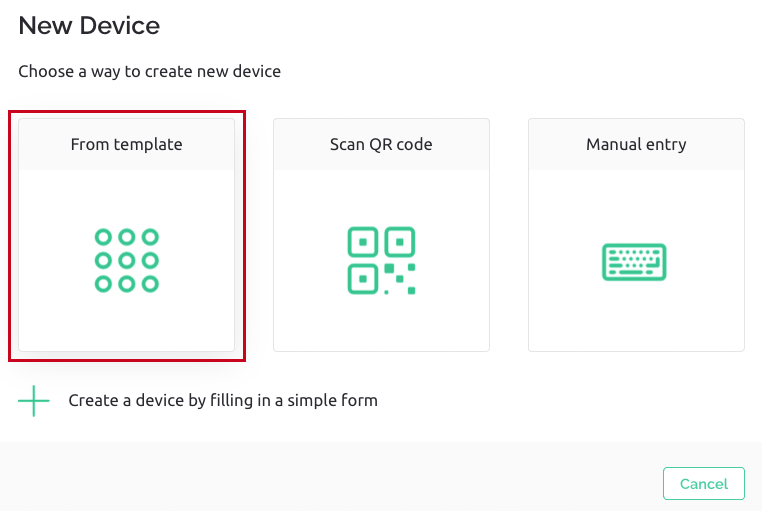 New Device
Choose a way to create new device
From template
Scan QR code
Manual entry
Create a device by filling in a simple form
Cancel